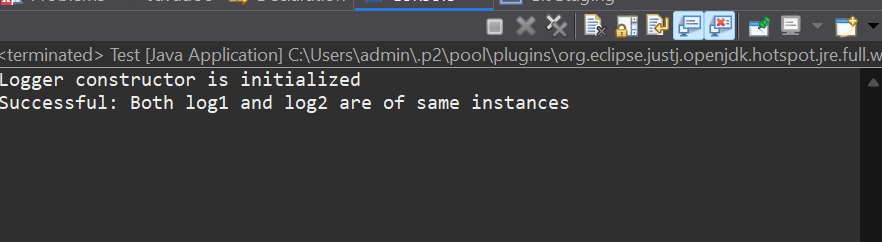 <terminated> Test [Java Application] C:\Users\admin\.p2\pool\plugins\org.eclipse.justj.openjdk.hotspot.jre.full.w
Logger constructor is initialized
Successful: Both log1 and log2 are of same instances